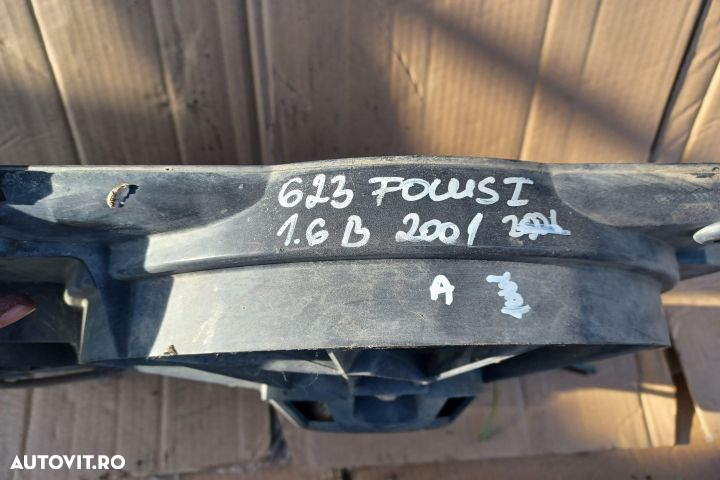 623 FOCUS I
1.6 B 2001
A
AUTOVIT.RO